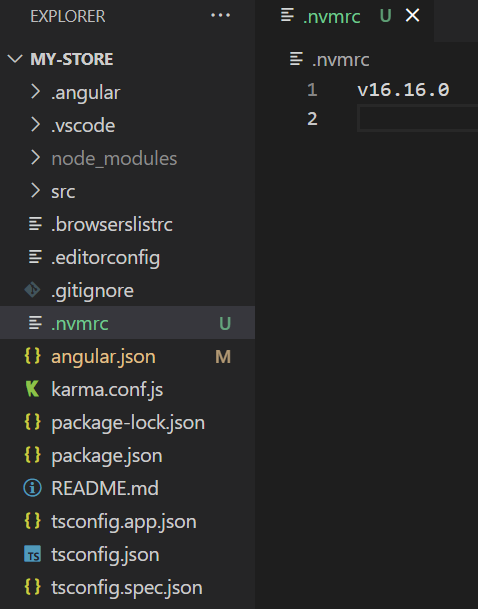 EXPLORER ...
MY-STORE
.angular
.vscode
node_modules
src
.browserslistrc
.editorconfig
.gitignore
.nvmrc U
angular.json M
karma.conf.js
package-lock.json
package.json
README.md
tsconfig.app.json
TS tsconfig.json
tsconfig.spec.json
.nvmrc U
.nvmrc
1 v16.16.0
2